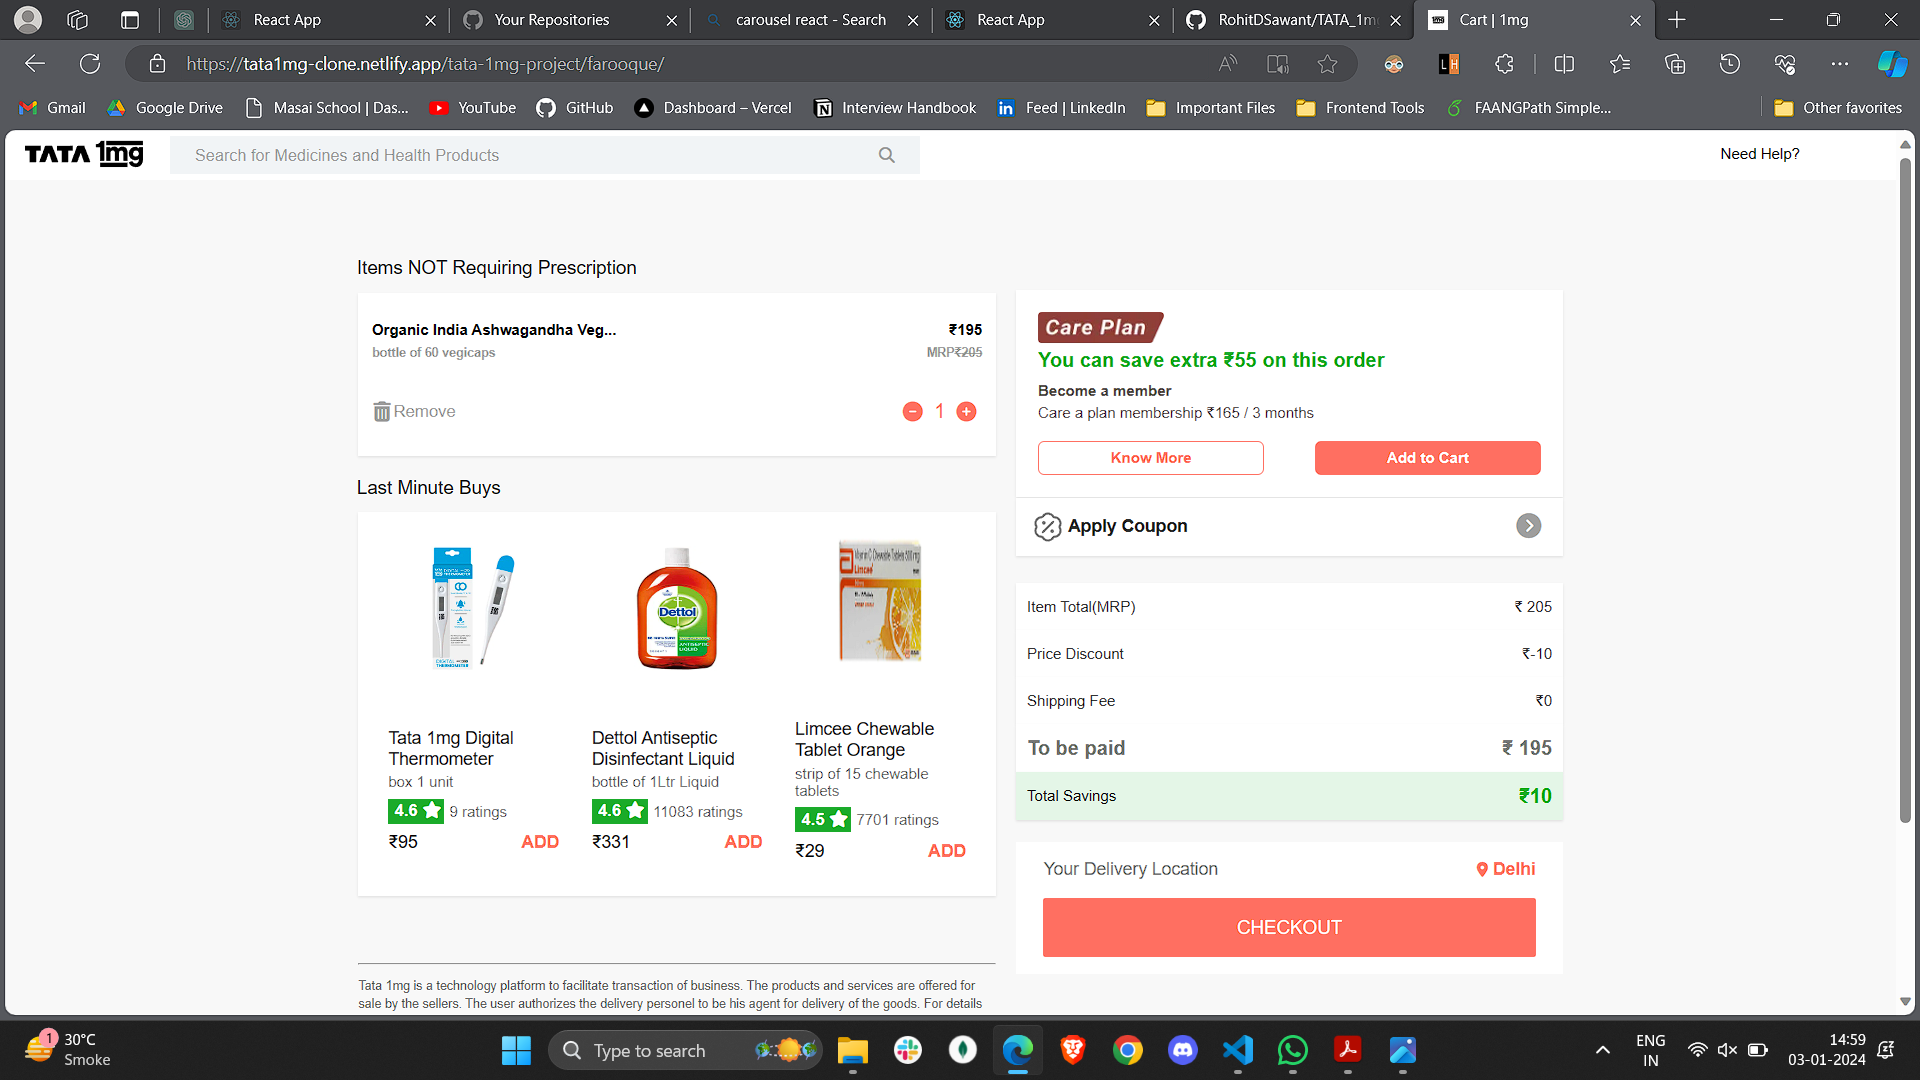 React App
Your Repositories
carousel react - Search
React App
RohitDSawant/TATA_1m
Cart | 1mg
https://tata1mg-clone.netlify.app/tata-1mg-project/farooque/
Gmail
Google Drive
Masai School | Das...
YouTube
GitHub
Dashboard – Vercel
Interview Handbook
Feed | LinkedIn
Important Files
Frontend Tools
FAANGPath Simple...
Other favorites
TATA 1mg
Search for Medicines and Health Products
Need Help?
Items NOT Requiring Prescription
Organic India Ashwagandha Veg...
₹195
bottle of 60 vegicaps
MRP₹205
Remove
1
Last Minute Buys
Dettol
Limcee
Tata 1mg Digital
Thermometer
box 1 unit
4.6
9 ratings
₹95
ADD
Dettol Antiseptic
Disinfectant Liquid
bottle of 1Ltr Liquid
4.6
11083 ratings
₹331
ADD
Limcee Chewable
Tablet Orange
strip of 15 chewable
tablets
4.5
7701 ratings
₹29
ADD
Tata 1mg is a technology platform to facilitate transaction of business. The products and services are offered for
sale by the sellers. The user authorizes the delivery personel to be his agent for delivery of the goods. For details
Care Plan
You can save extra ₹55 on this order
Become a member
Care a plan membership ₹165 / 3 months
Know More
Add to Cart
Apply Coupon
Item Total(MRP)
₹ 205
Price Discount
₹-10
Shipping Fee
₹0
To be paid
₹ 195
Total Savings
₹10
Your Delivery Location
Delhi
CHECKOUT
1
30°C
Smoke
Type to search
ENG
IN
14:59
03-01-2024